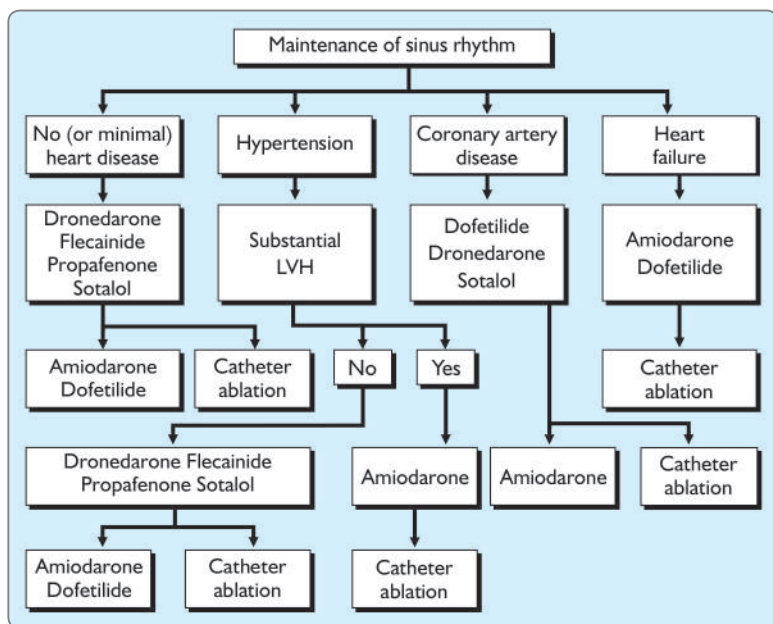 Maintenance of sinus rhythm
No (or minimal)
heart disease
Hypertension
Coronary artery
disease
Heart
failure
Dronedarone
Flecainide
Propafenone
Sotalol
Substantial
LVH
Dofetilide
Dronedarone
Sotalol
Amiodarone
Dofetilide
Amiodarone
Dofetilide
Catheter
ablation
No
Yes
Catheter
ablation
Dronedarone Flecainide
Propafenone Sotalol
Amiodarone
Amiodarone
Catheter
ablation
Amiodarone
Dofetilide
Catheter
ablation
Catheter
ablation